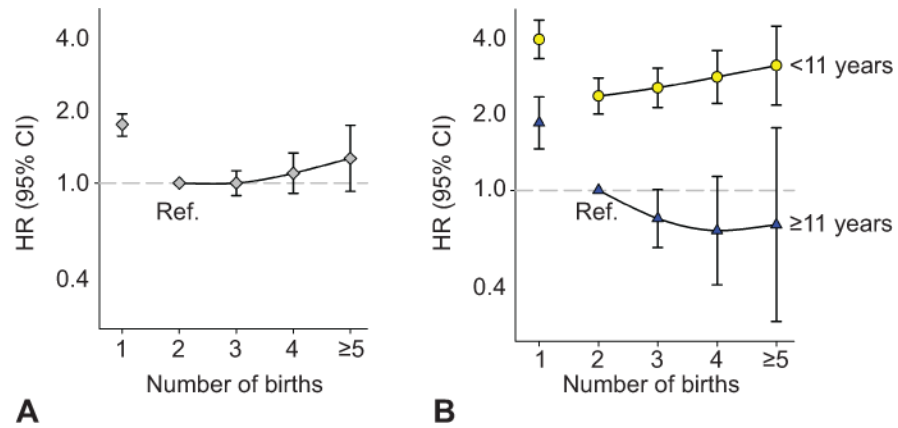 HR (95% CI)
4.0
2.0
1.0
0.4
Ref.
1 2 3 4 ≥5
Number of births
A
HR (95% CI)
4.0
2.0
1.0
0.4
<11 years
Ref.
≥11 years
1 2 3 4 ≥5
Number of births
B